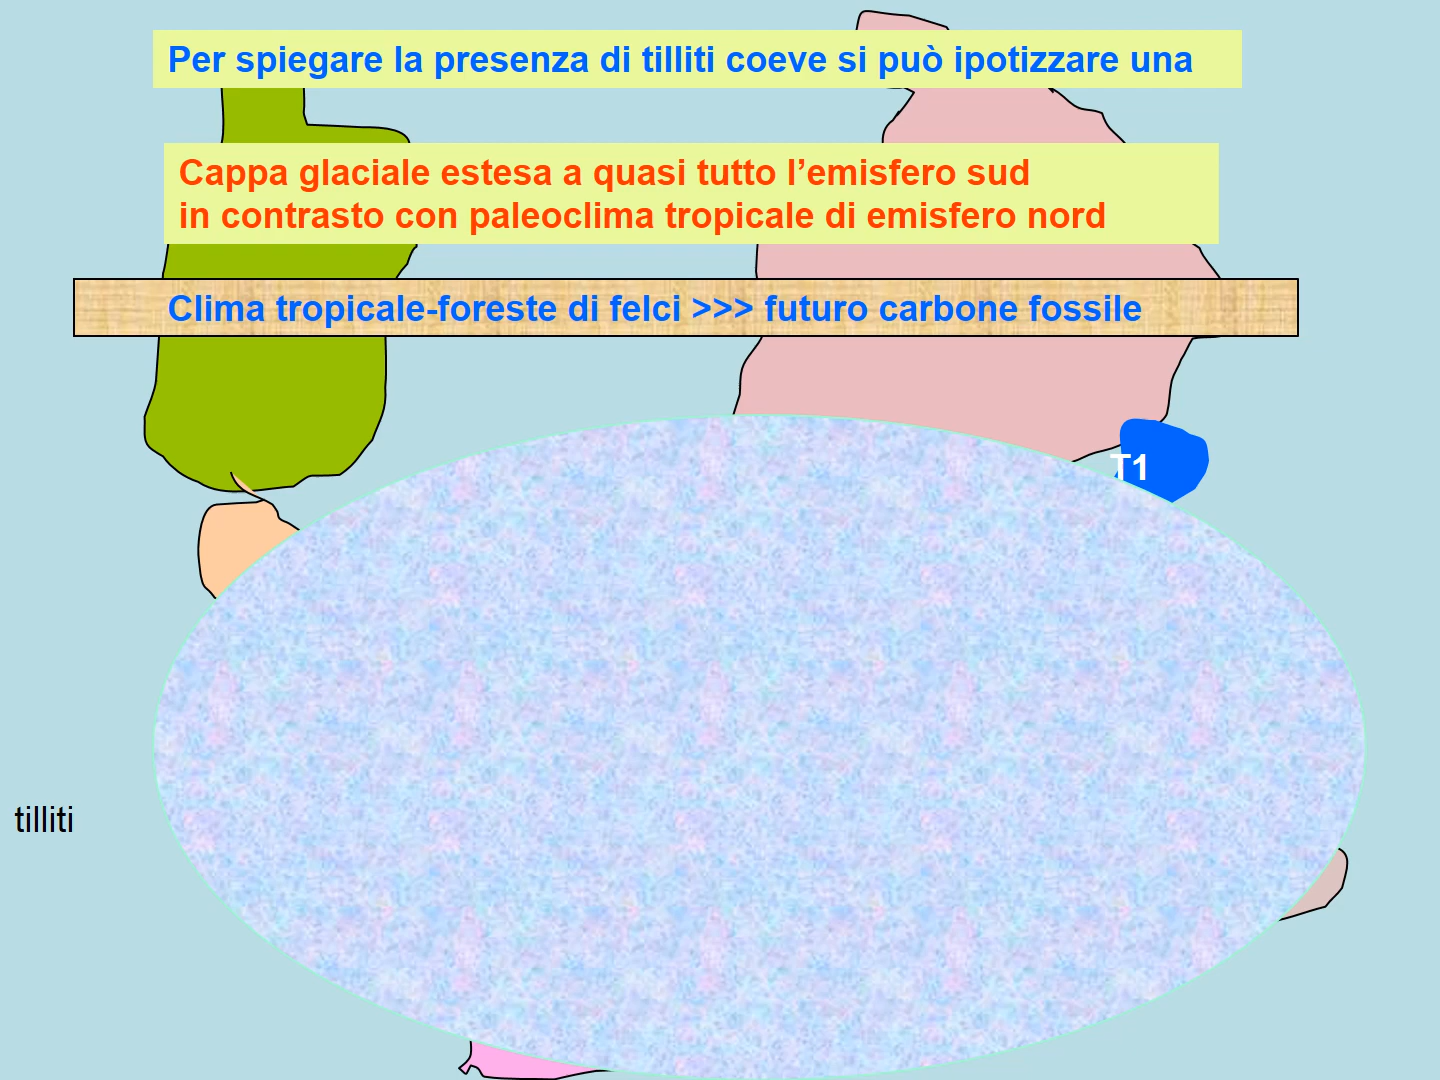 Per spiegare la presenza di tilliti coeve si può ipotizzare una
Cappa glaciale estesa a quasi tutto l’emisfero sud
in contrasto con paleoclima tropicale di emisfero nord
Clima tropicale-foreste di felci >>> futuro carbone fossile
T1
tilliti